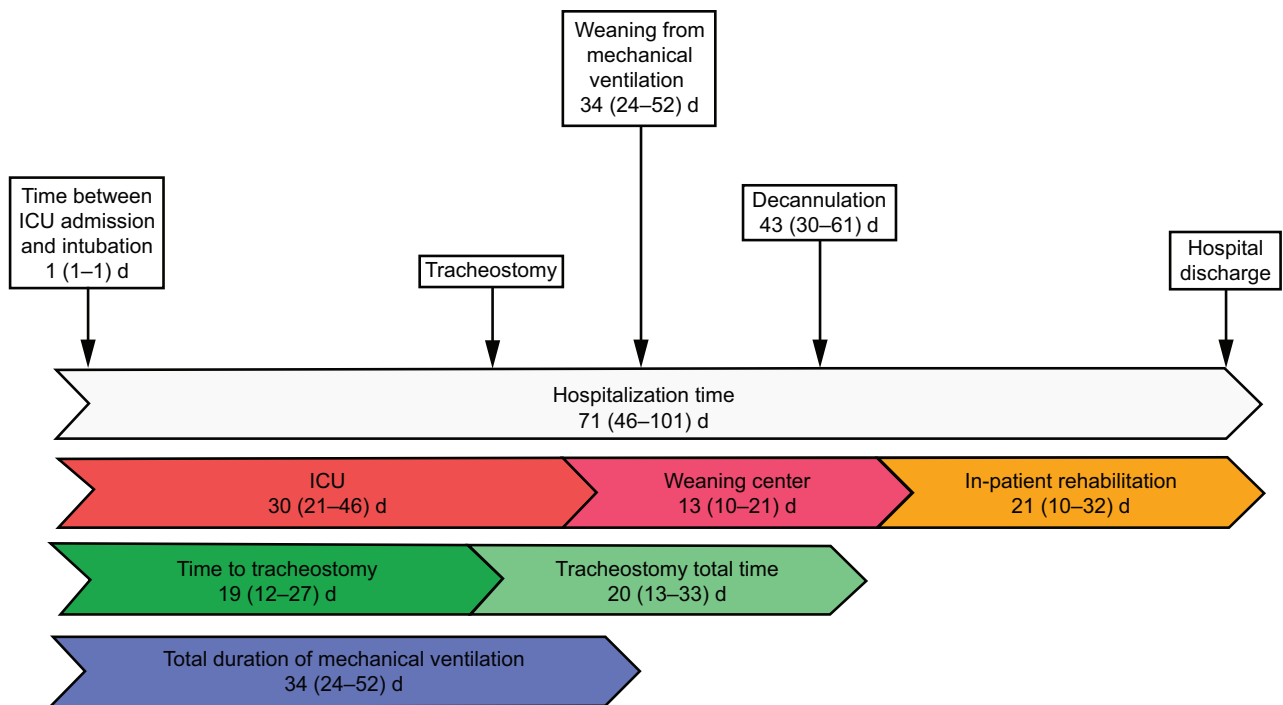 Weaning from
mechanical
ventilation
34 (24–52) d
Time between
ICU admission
and intubation
1 (1–1) d
Decannulation
43 (30–61) d
Tracheostomy
Hospital
discharge
Hospitalization time
71 (46–101) d
ICU
30 (21–46) d
Weaning center
13 (10–21) d
In-patient rehabilitation
21 (10–32) d
Time to tracheostomy
19 (12–27) d
Tracheostomy total time
20 (13–33) d
Total duration of mechanical ventilation
34 (24–52) d